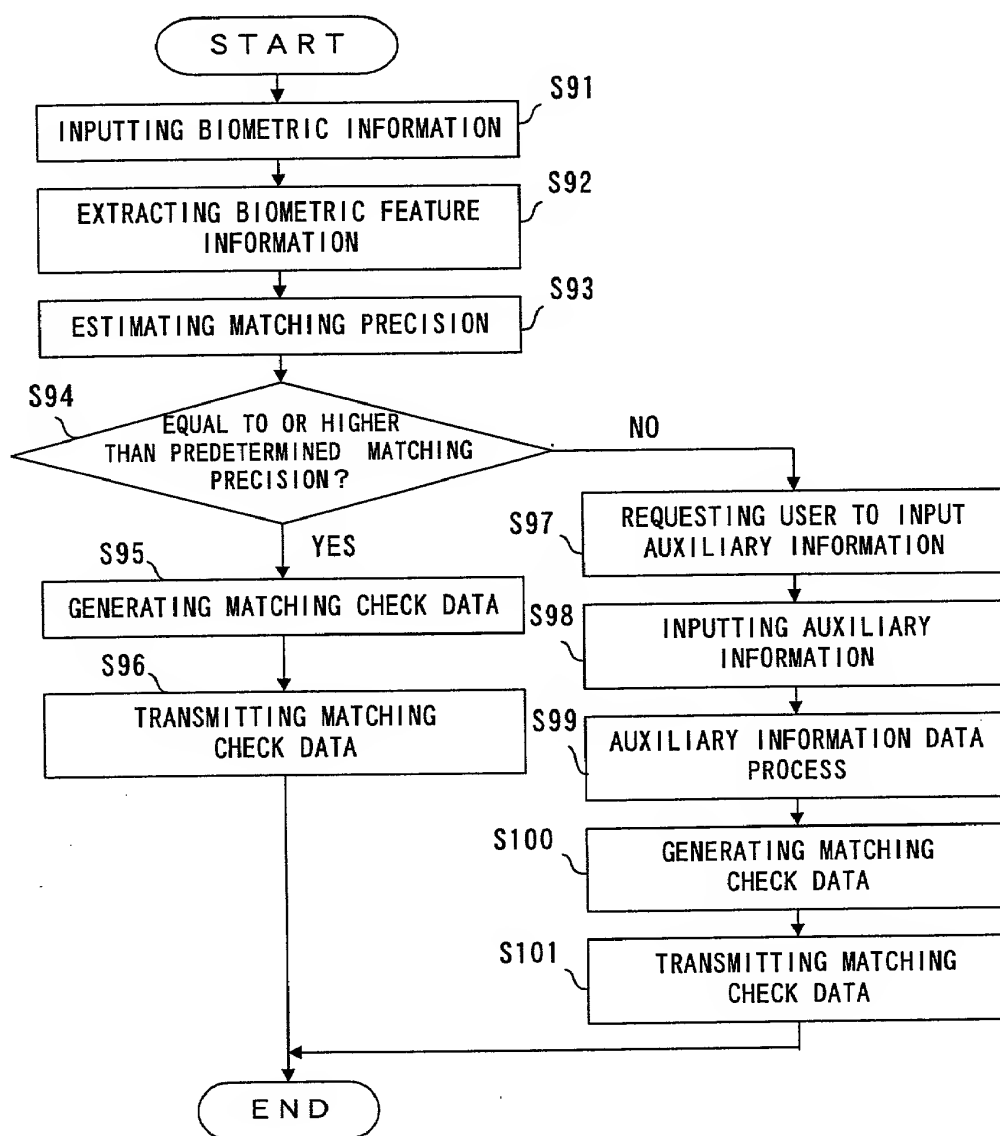 START
S91
INPUTTING BIOMETRIC INFORMATION
S92
EXTRACTING BIOMETRIC FEATURE
INFORMATION
S93
ESTIMATING MATCHING PRECISION
S94
EQUAL TO OR HIGHER
THAN PREDETERMINED MATCHING
PRECISION?
NO
YES
S95
GENERATING MATCHING CHECK DATA
S96
TRANSMITTING MATCHING
CHECK DATA
S97
REQUESTING USER TO INPUT
AUXILIARY INFORMATION
S98
INPUTTING AUXILIARY
INFORMATION
S99
AUXILIARY INFORMATION DATA
PROCESS
S100
GENERATING MATCHING
CHECK DATA
S101
TRANSMITTING MATCHING
CHECK DATA
END